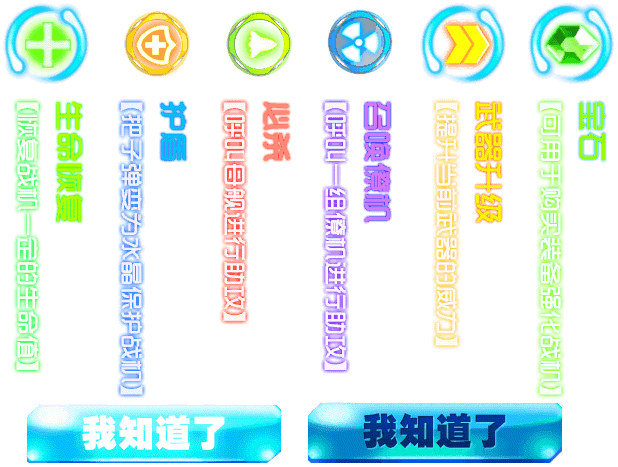 宝石
【可用于购买装备强化战机】
武器升级
【提升当前武器的威力】
召唤僚机
【呼叫一组僚机进行助攻】
必杀
【呼叫母舰进行助攻】
护盾
【把子弹变为水晶保护战机】
生命恢复
【恢复战机一定的生命值】
我知道了
我知道了